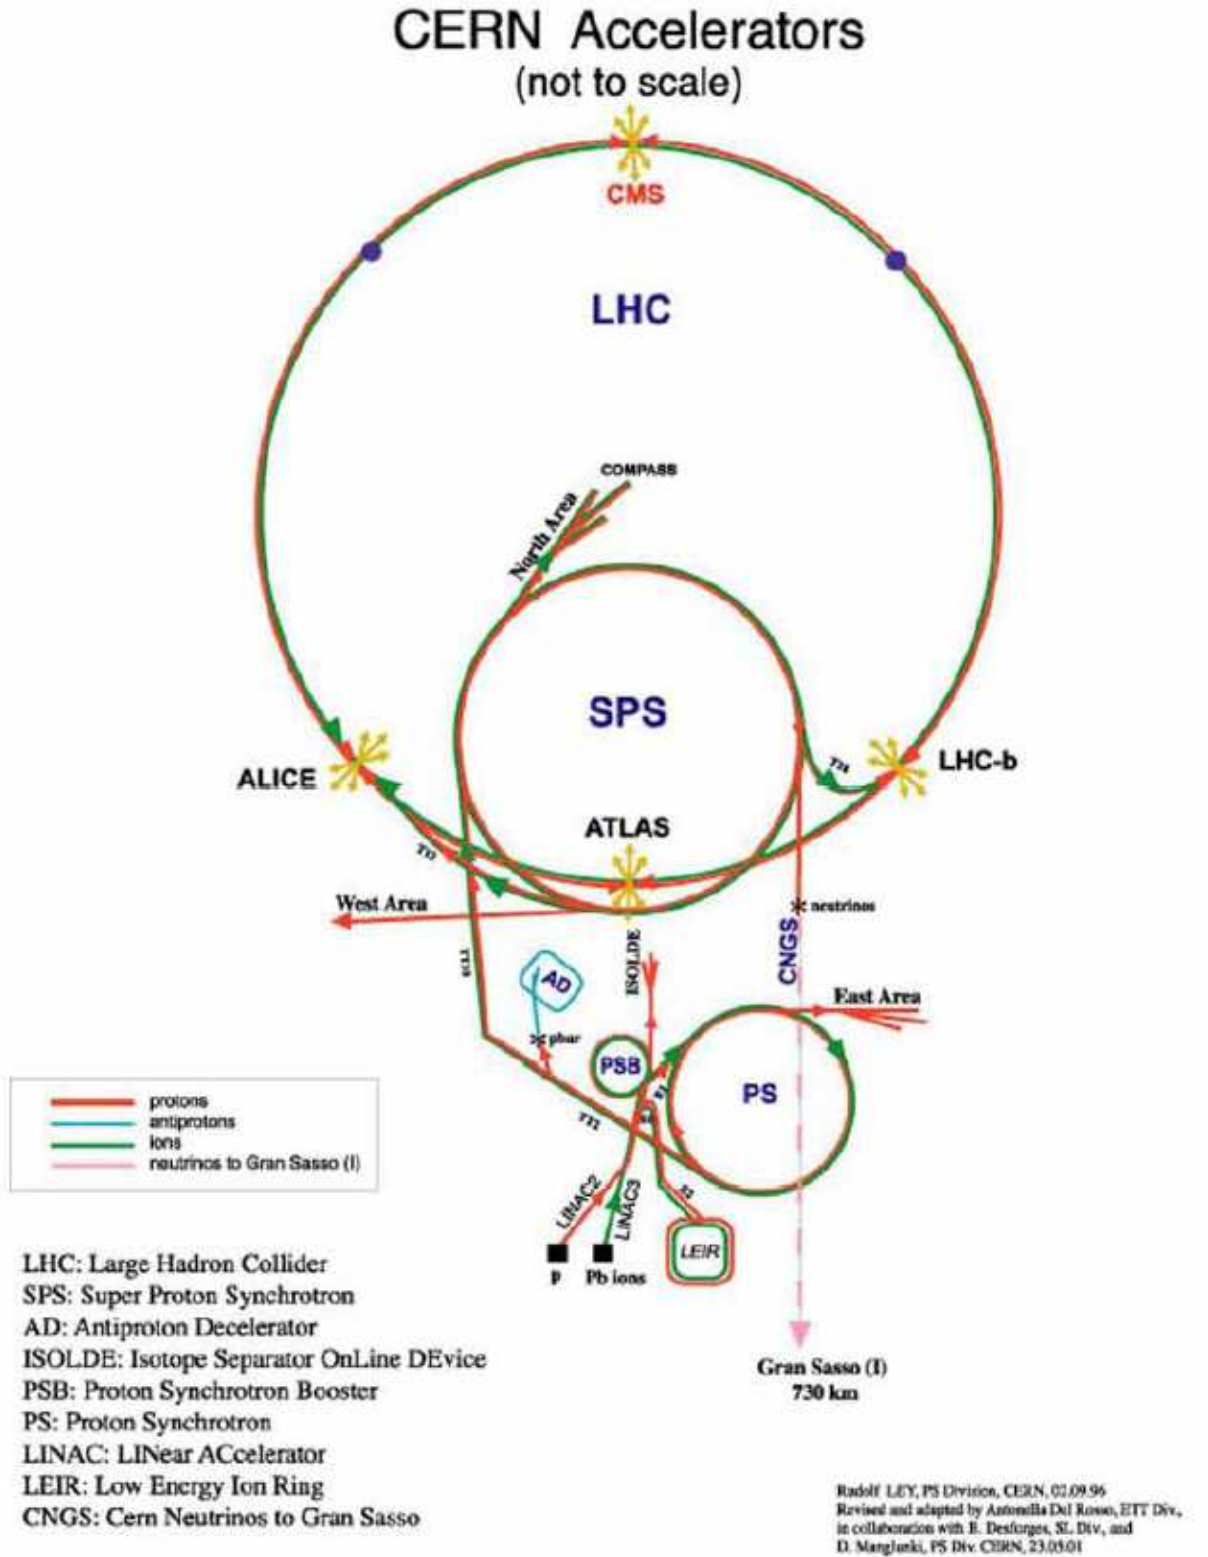 CERN Accelerators
(not to scale)
CMS
LHC
COMPASS
North Area
SPS
ALICE
LHC-b
ATLAS
West Area
neutrinos
CNGS
ISOLDE
AD
pbar
East Area
PSB
PS
protons
antiprotons
ions
neutrinos to Gran Sasso (I)
LINAC2
LINAC3
LEIR
p
Pb ions
LHC: Large Hadron Collider
SPS: Super Proton Synchrotron
AD: Antiproton Decelerator
ISOLDE: Isotope Separator OnLine DEvice
PSB: Proton Synchrotron Booster
PS: Proton Synchrotron
LINAC: LINear ACcelerator
LEIR: Low Energy Ion Ring
CNGS: Cern Neutrinos to Gran Sasso
Gran Sasso (I)
730 km
Rudolf LEY, PS Division, CERN, 02.09.96
Revised and adapted by Antonella Del Rosso, ETT Div.,
in collaboration with B. Desforges, SL Div., and
D. Manglunki, PS Div. CERN, 23.05.01